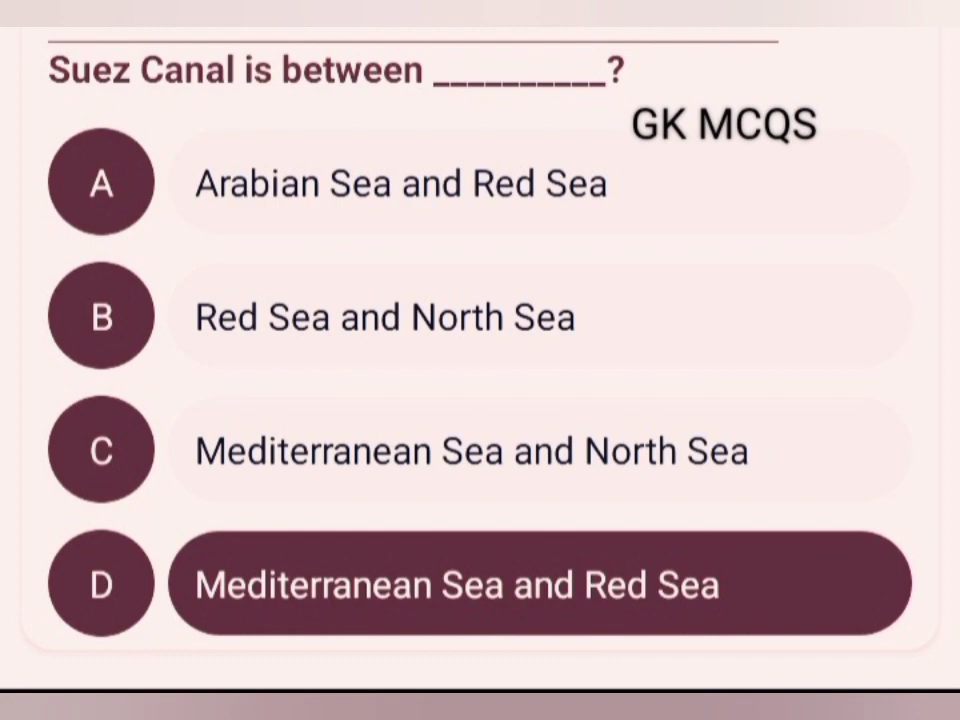 Suez Canal is between __________?
GK MCQS
A Arabian Sea and Red Sea
B Red Sea and North Sea
C Mediterranean Sea and North Sea
D Mediterranean Sea and Red Sea